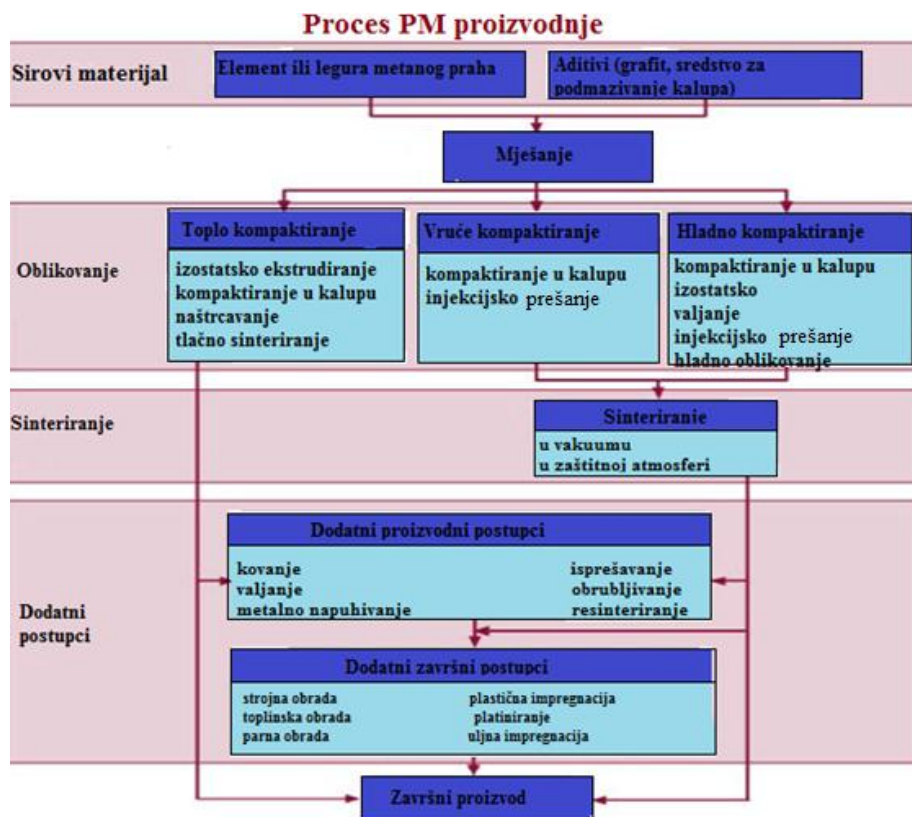 Proces PM proizvodnje
Sirovi materijal
Element ili legura metanog praha
Aditivi (grafit, sredstvo za
podmazivanje kalupa)
Mješanje
Oblikovanje
Toplo kompaktiranje
izostatsko ekstrudiranje
kompaktiranje u kalupu
naštrcavanje
tlačno sinteriranje
Vruće kompaktiranje
kompaktiranje u kalupu
injekcijsko prešanje
Hladno kompaktiranje
kompaktiranje u kalupu
izostatsko
valjanje
injekcijsko prešanje
hladno oblikovanje
Sinteriranje
Sinteriranje
u vakuumu
u zaštitnoj atmosferi
Dodatni
postupci
Dodatni proizvodni postupci
kovanje
valjanje
metalno napuhivanje
isprešavanje
obrubljivanje
resinteriranje
Dodatni završni postupci
strojna obrada
toplinska obrada
parna obrada
plastična impregnacija
platiniranje
uljna impregnacija
Završni proizvod